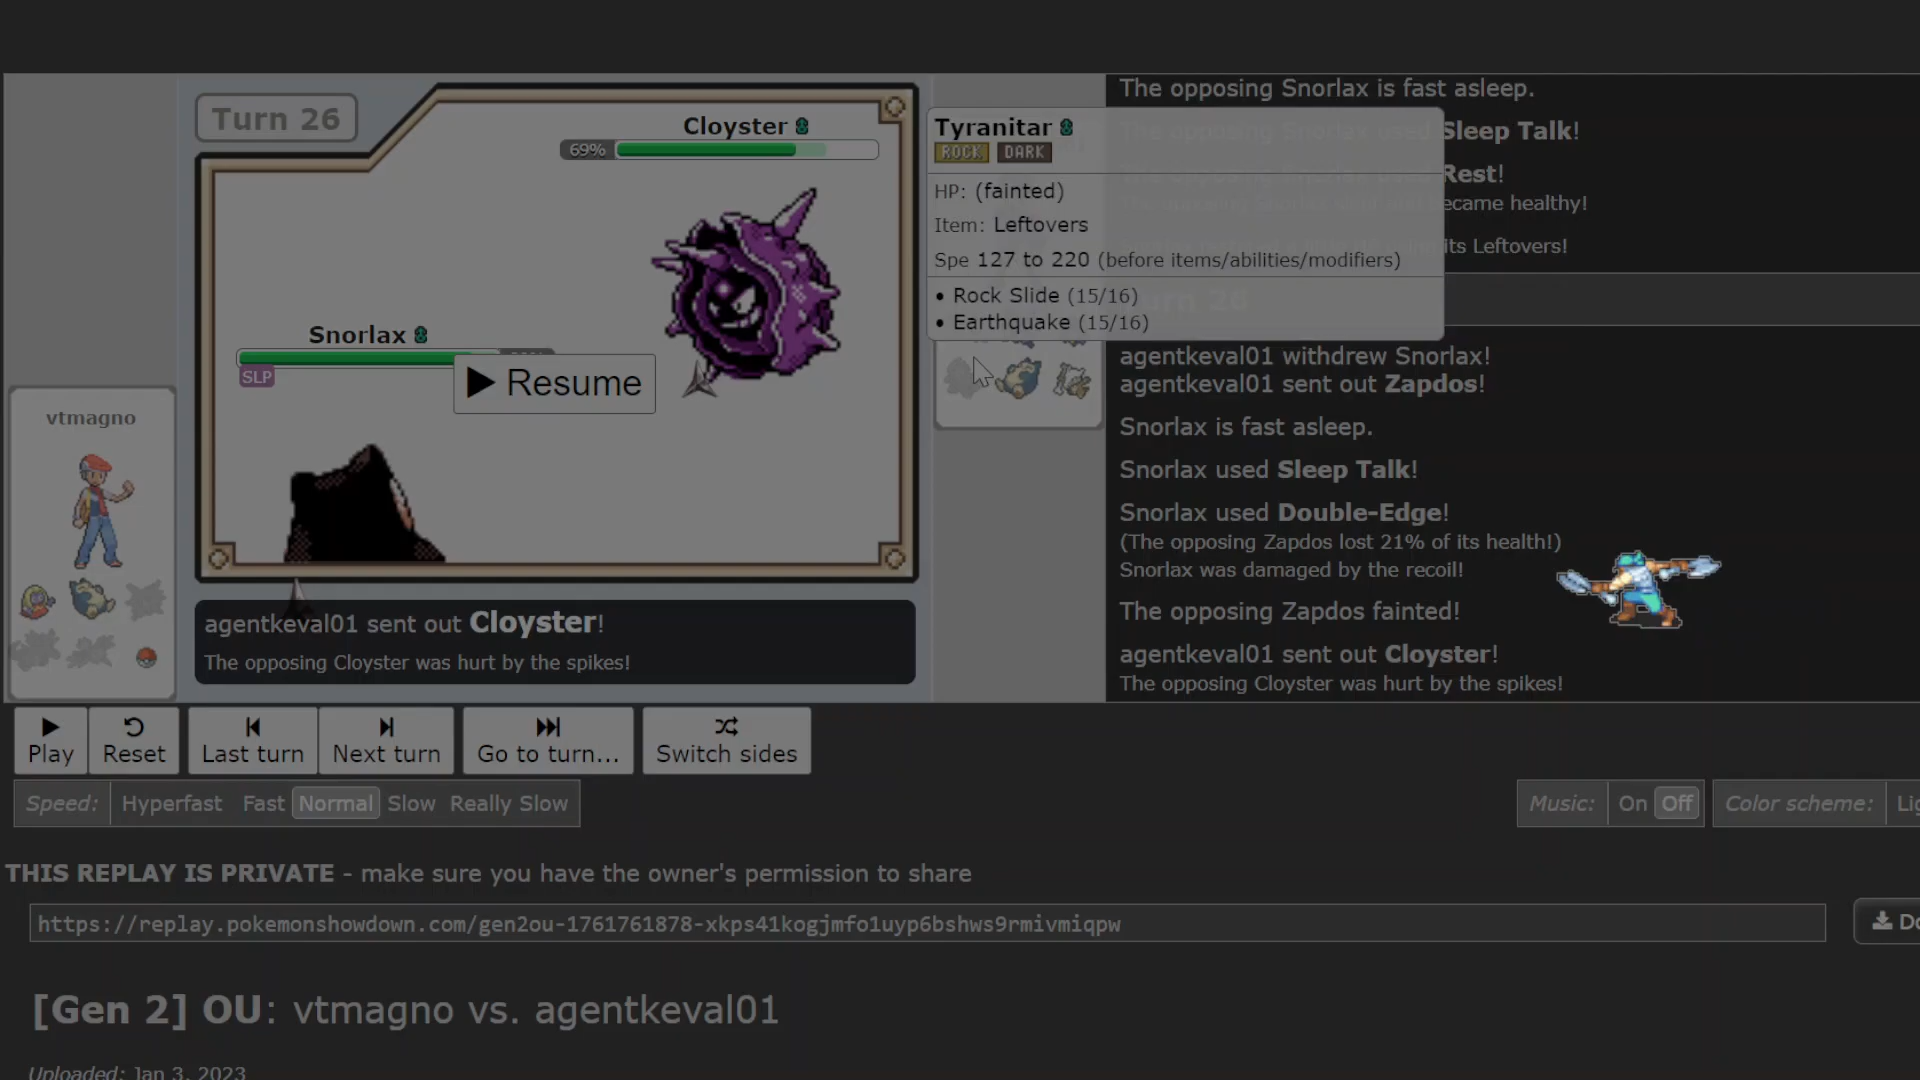 Turn 26
Cloyster
69%
Snorlax
SLP
Resume
vtmagno
agentkeval01 sent out Cloyster!
The opposing Cloyster was hurt by the spikes!
Tyranitar
ROCK DARK
HP: (fainted)
Item: Leftovers
Spe 127 to 220 (before items/abilities/modifiers)
• Rock Slide (15/16)
• Earthquake (15/16)
The opposing Snorlax is fast asleep.
The opposing Snorlax used Sleep Talk!
Rest!
became healthy!
its Leftovers!
Turn 26
agentkeval01 withdrew Snorlax!
agentkeval01 sent out Zapdos!
Snorlax is fast asleep.
Snorlax used Sleep Talk!
Snorlax used Double-Edge!
(The opposing Zapdos lost 21% of its health!)
Snorlax was damaged by the recoil!
The opposing Zapdos fainted!
agentkeval01 sent out Cloyster!
The opposing Cloyster was hurt by the spikes!
Play Reset Last turn Next turn Go to turn... Switch sides
Speed: Hyperfast Fast Normal Slow Really Slow
Music: On Off Color scheme:
THIS REPLAY IS PRIVATE - make sure you have the owner's permission to share
https://replay.pokemonshowdown.com/gen2ou-1761761878-xkps41kogjmfo1uyp6bshws9rmivmiqpw
[Gen 2] OU: vtmagno vs. agentkeval01
Uploaded: Jan 3, 2023